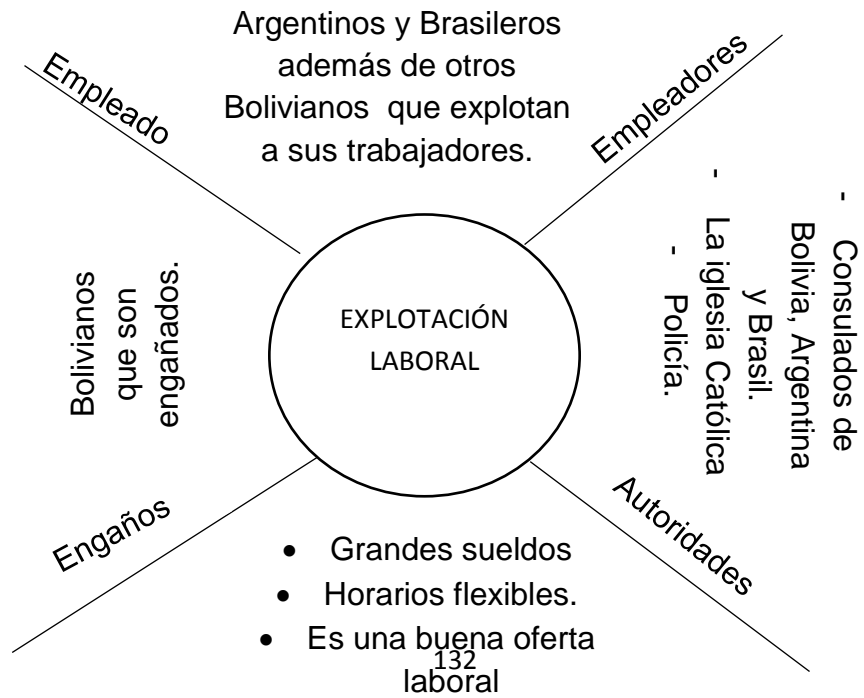 Argentinos y Brasileros
además de otros
Bolivianos que explotan
a sus trabajadores.
Empleado
Empleadores
- Consulados de
Bolivia, Argentina
y Brasil.
- La iglesia Católica
- Policía.
EXPLOTACIÓN
LABORAL
Bolivianos
que son
engañados.
Engaños
Autoridades
• Grandes sueldos
• Horarios flexibles.
• Es una buena oferta
laboral
132